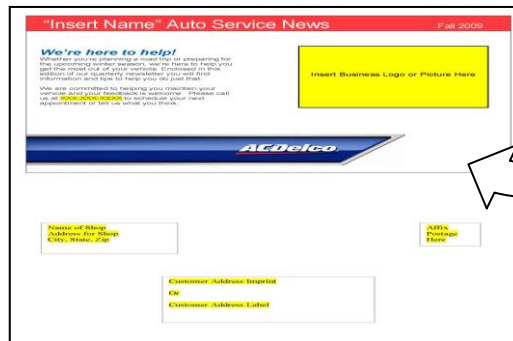 "Insert Name" Auto Service News Fall 2009
We're here to help!
Whether you're planning a road trip or preparing for
the upcoming winter season, we're here to help you
get the most out of your vehicle. Enclosed in this
edition of our quarterly newsletter you will find
information and tips to help you do just that.
We are committed to helping you maintain your
vehicle and your feedback is welcome. Please call
us at XXX-XXX-XXXX to schedule your next
appointment or tell us what you think.
Insert Business Logo or Picture Here
ACDelco
Name of Shop
Address for Shop
City, State, Zip
Affix
Postage
Here
Customer Address Imprint
Or
Customer Address Label